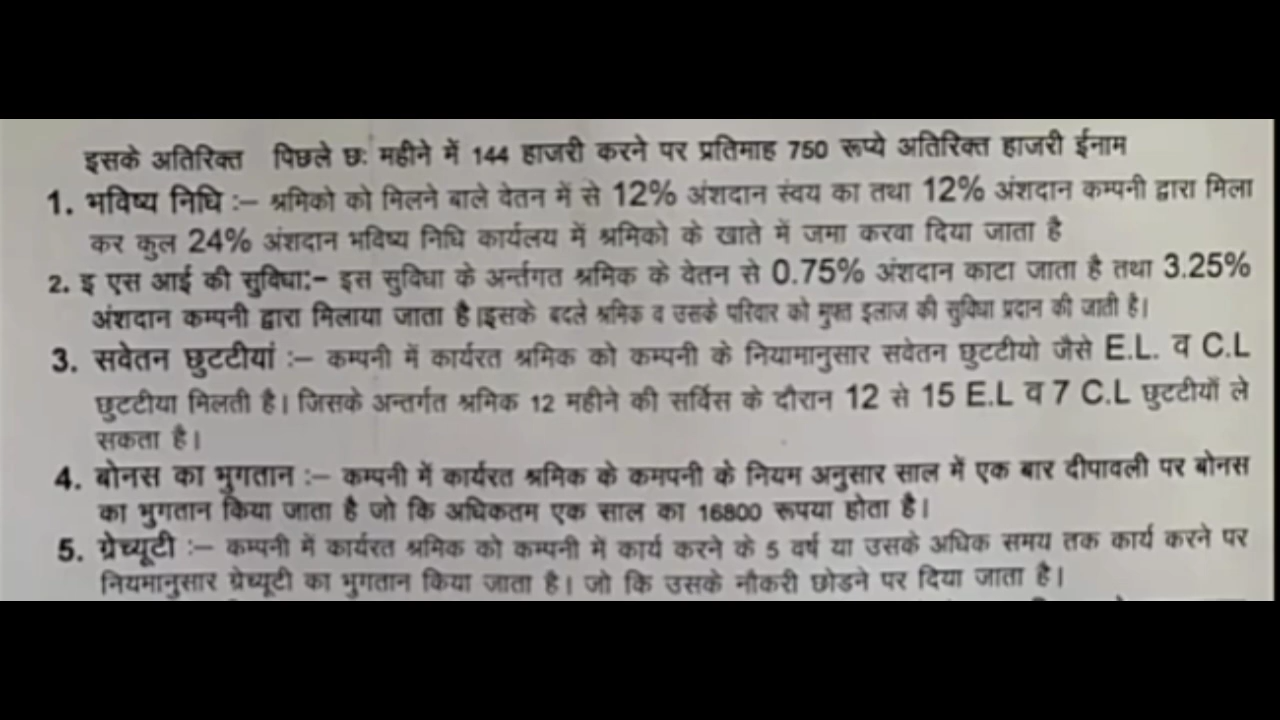 इसके अतिरिक्त पिछले छः महीने में 144 हाजरी करने पर प्रतिमाह 750 रूप्ये अतिरिक्त हाजरी ईनाम
1. भविष्य निधि :– श्रमिको को मिलने बाले वेतन में से 12% अंशदान स्ंवय का तथा 12% अंशदान कम्पनी द्वारा मिला
कर कुल 24% अंशदान भविष्य निधि कार्यलय में श्रमिको के खाते में जमा करवा दिया जाता है
2. इ एस आई की सुविधा:– इस सुविधा के अर्न्तगत श्रमिक के वेतन से 0.75% अंशदान काटा जाता है तथा 3.25%
अंशदान कम्पनी द्वारा मिलाया जाता है।इसके बदले श्रमिक व उसके परिवार को मुफ्त इलाज की सुविधा प्रदान की जाती है।
3. सवेतन छुटटीयां :– कम्पनी में कार्यरत श्रमिक को कम्पनी के नियामानुसार सवेतन छुटटीयो जैसे E.L. व C.L
छुटटीया मिलती है। जिसके अन्तर्गत श्रमिक 12 महीने की सर्विस के दौरान 12 से 15 E.L व 7 C.L छुटटीयॉ ले
सकता है।
4. बोनस का भुगतान :– कम्पनी में कार्यरत श्रमिक के कमपनी के नियम अनुसार साल में एक बार दीपावली पर बोनस
का भुगतान किया जाता है जो कि अधिकतम एक साल का 16800 रूपया होता है।
5. ग्रेच्यूटी :– कम्पनी में कार्यरत श्रमिक को कम्पनी में कार्य करने के 5 वर्ष या उसके अधिक समय तक कार्य करने पर
नियमानुसार ग्रेच्यूटी का भुगतान किया जाता है। जो कि उसके नौकरी छोडने पर दिया जाता है।